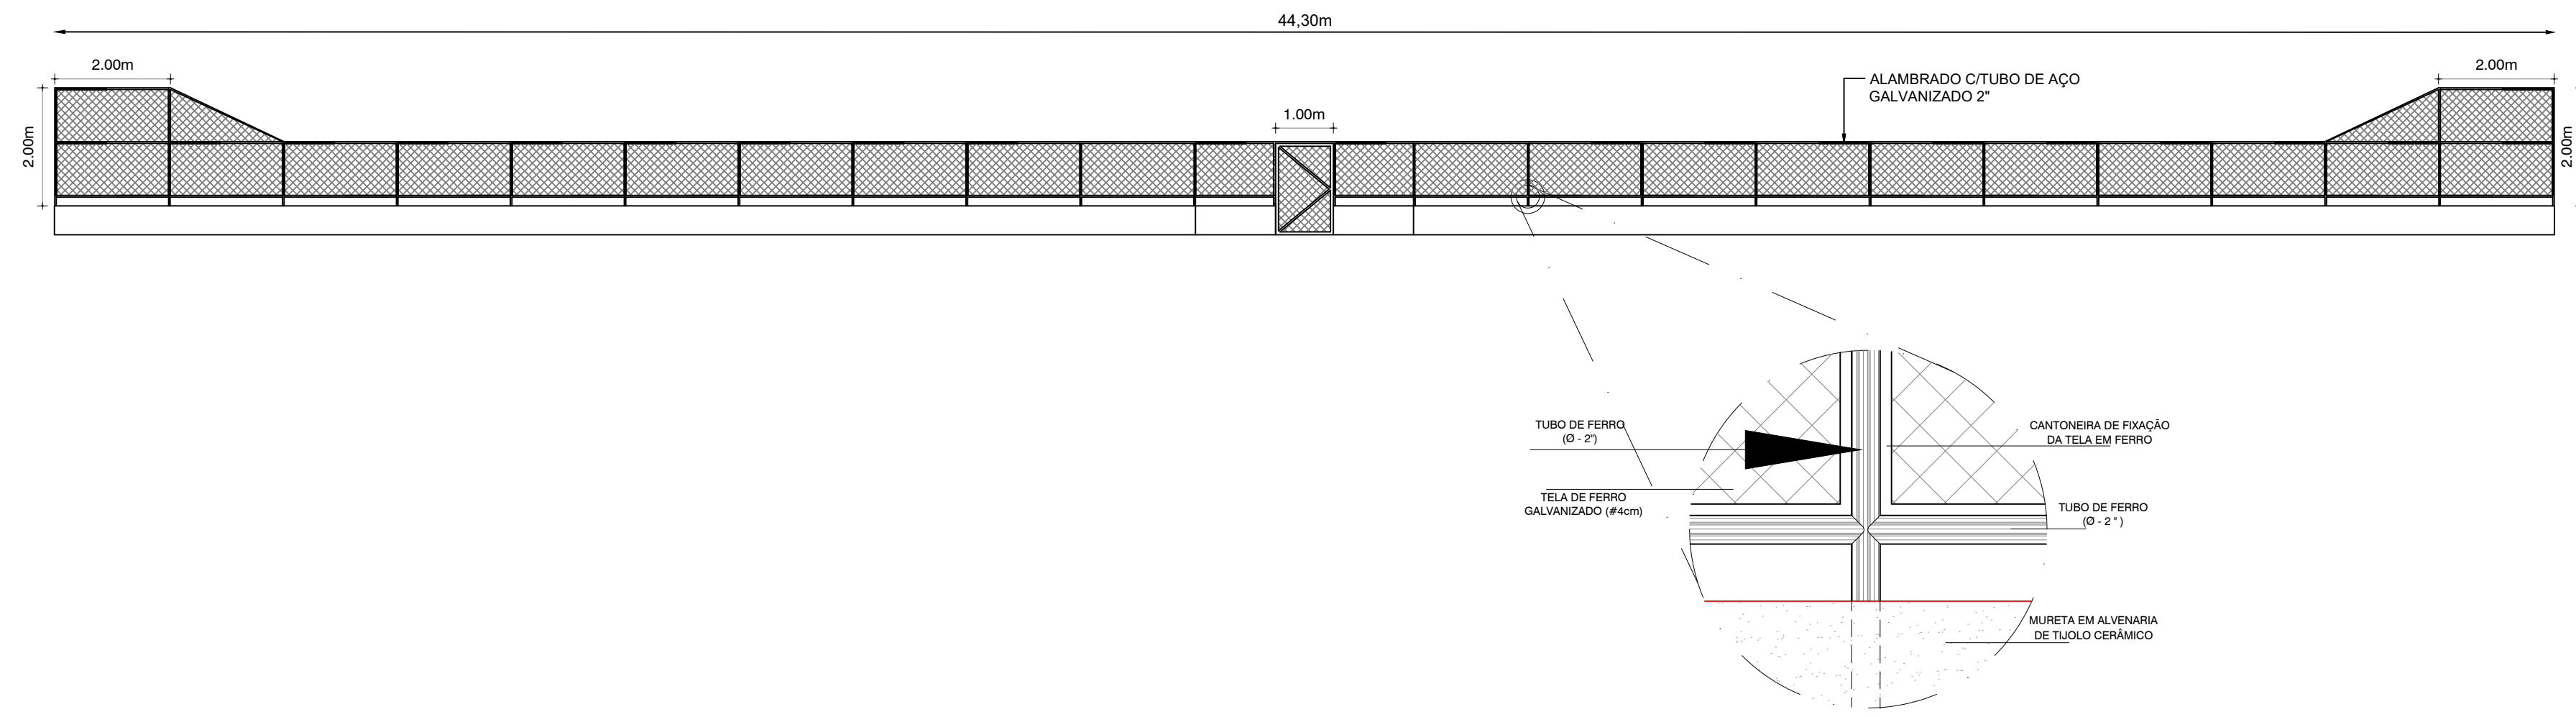 44,30m
2.00m
2.00m
ALAMBRADO C/TUBO DE AÇO
GALVANIZADO 2"
1.00m
2.00m
2.00m
TUBO DE FERRO
(Ø - 2")
CANTONEIRA DE FIXAÇÃO
DA TELA EM FERRO
TELA DE FERRO
GALVANIZADO (#4cm)
TUBO DE FERRO
(Ø - 2 " )
MURETA EM ALVENARIA
DE TIJOLO CERÂMICO